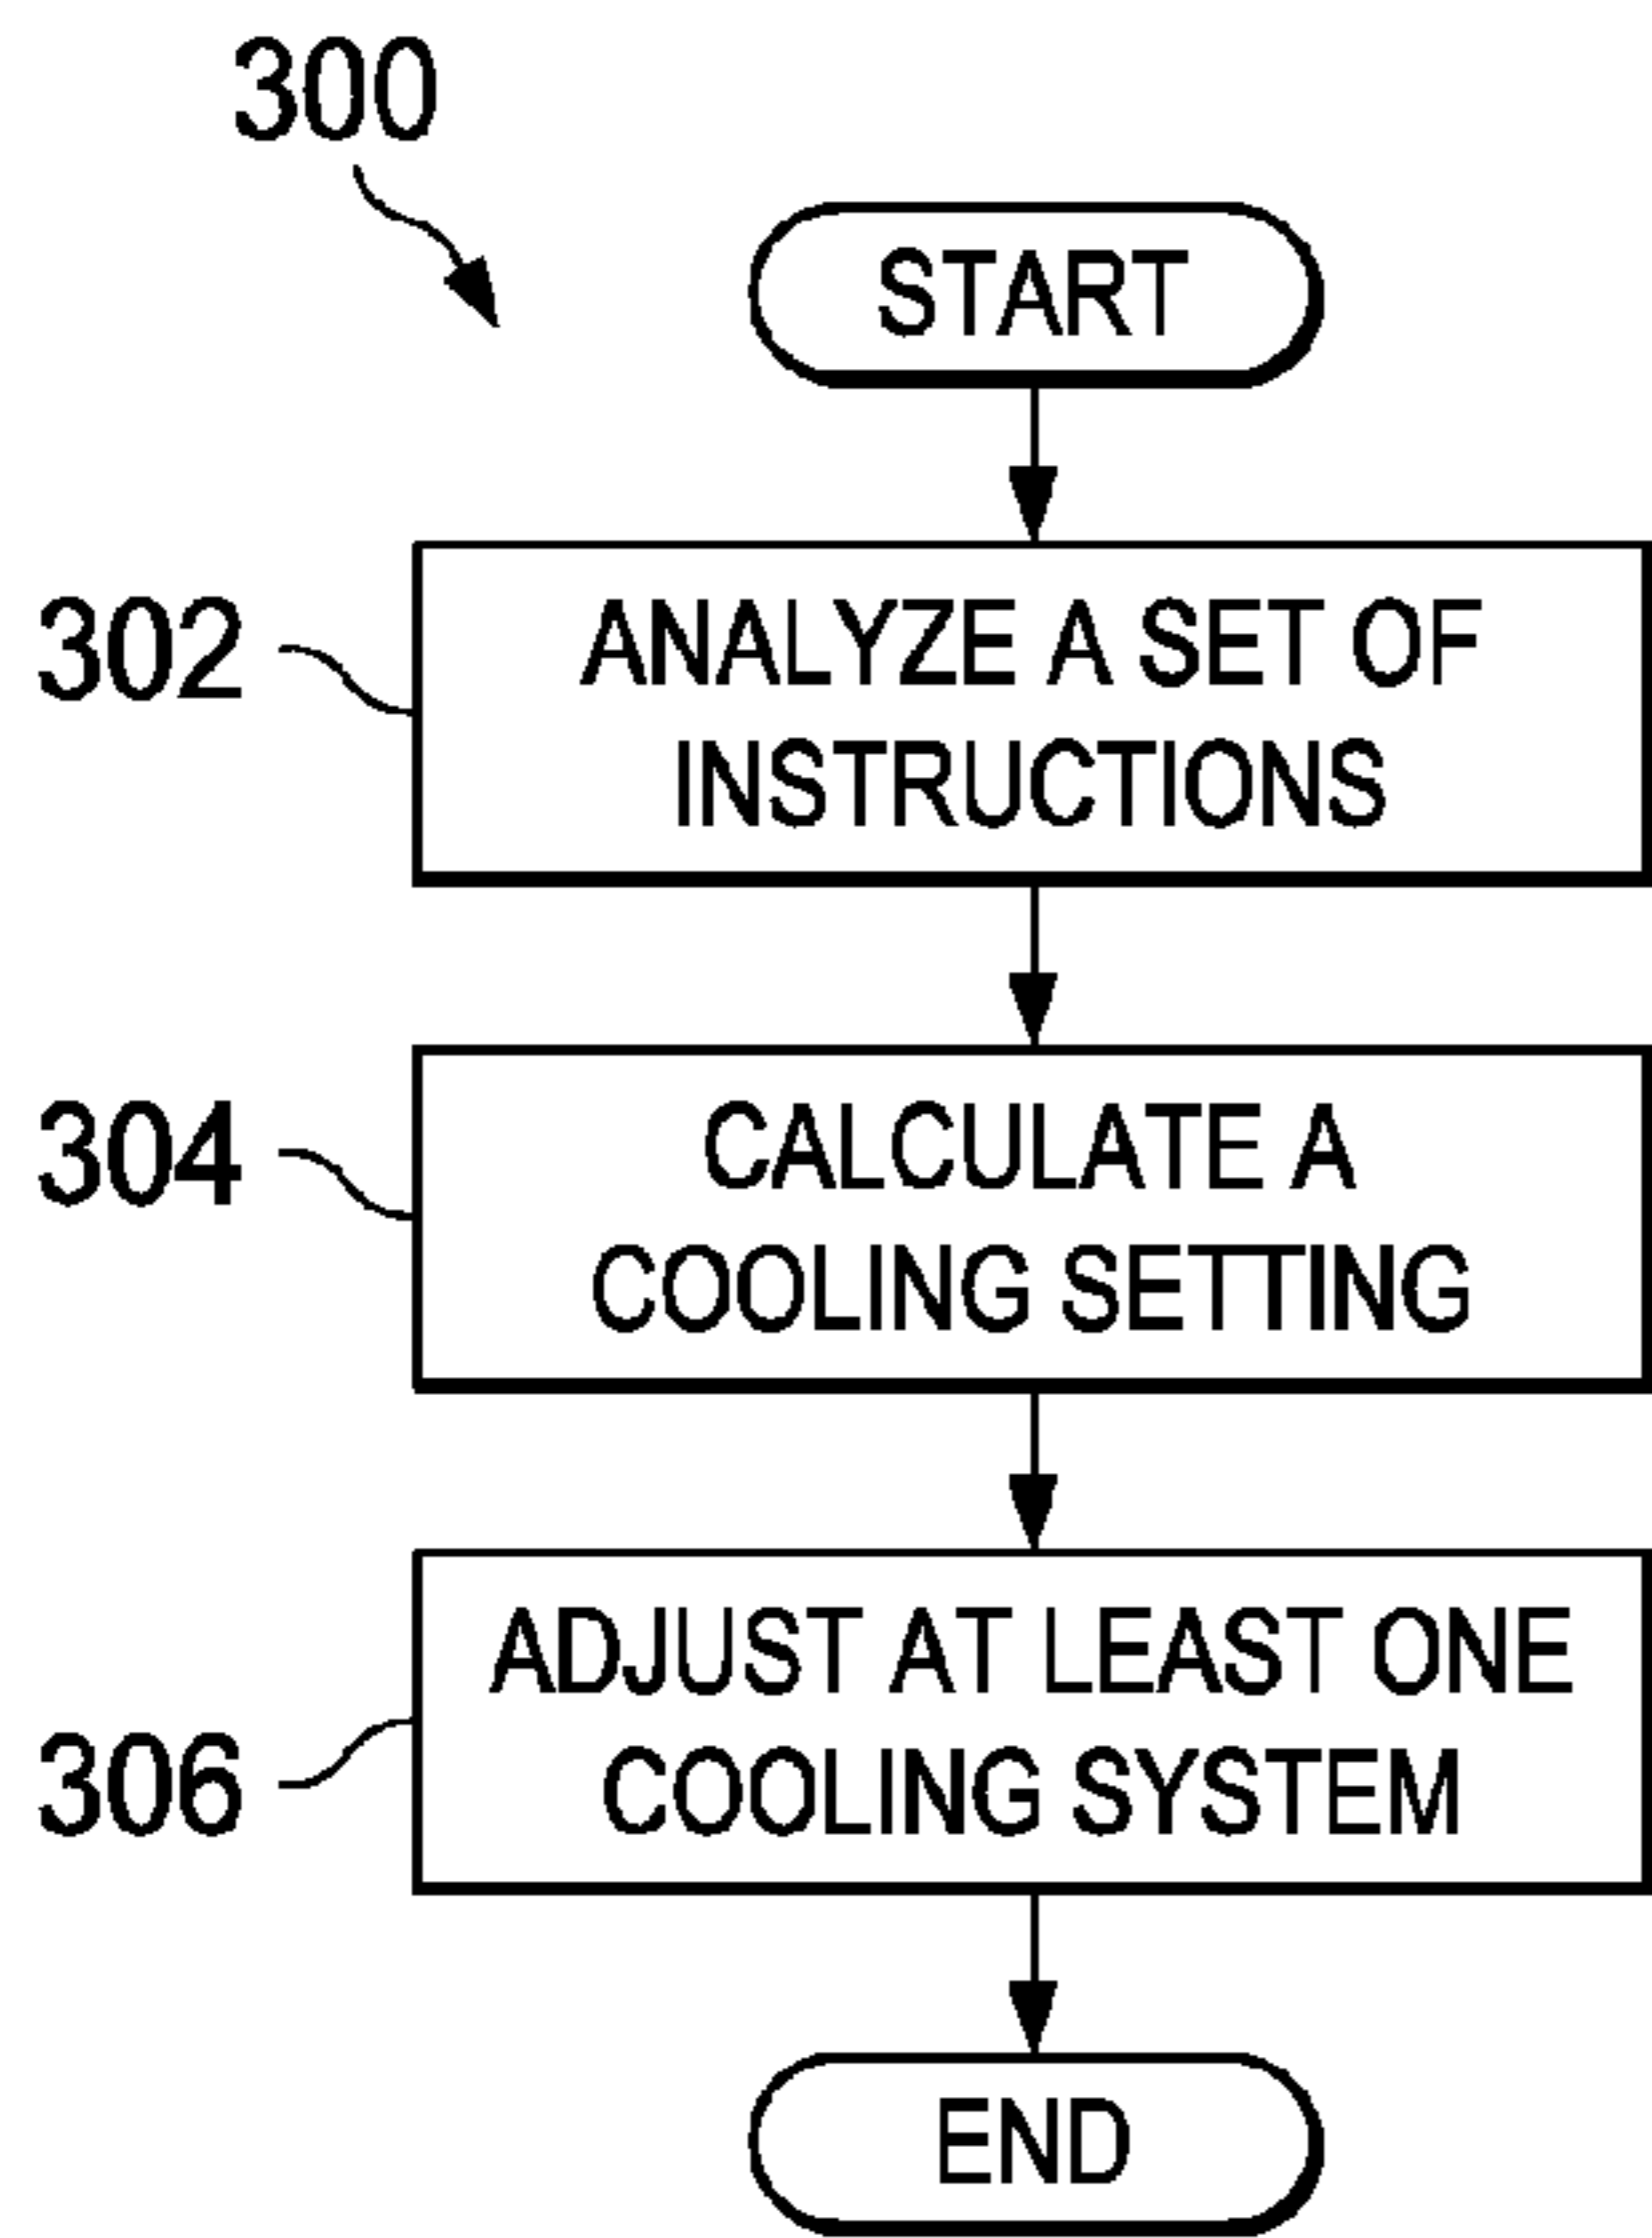 300
START
302
ANALYZE A SET OF
INSTRUCTIONS
304
CALCULATE A
COOLING SETTING
306
ADJUST AT LEAST ONE
COOLING SYSTEM
END